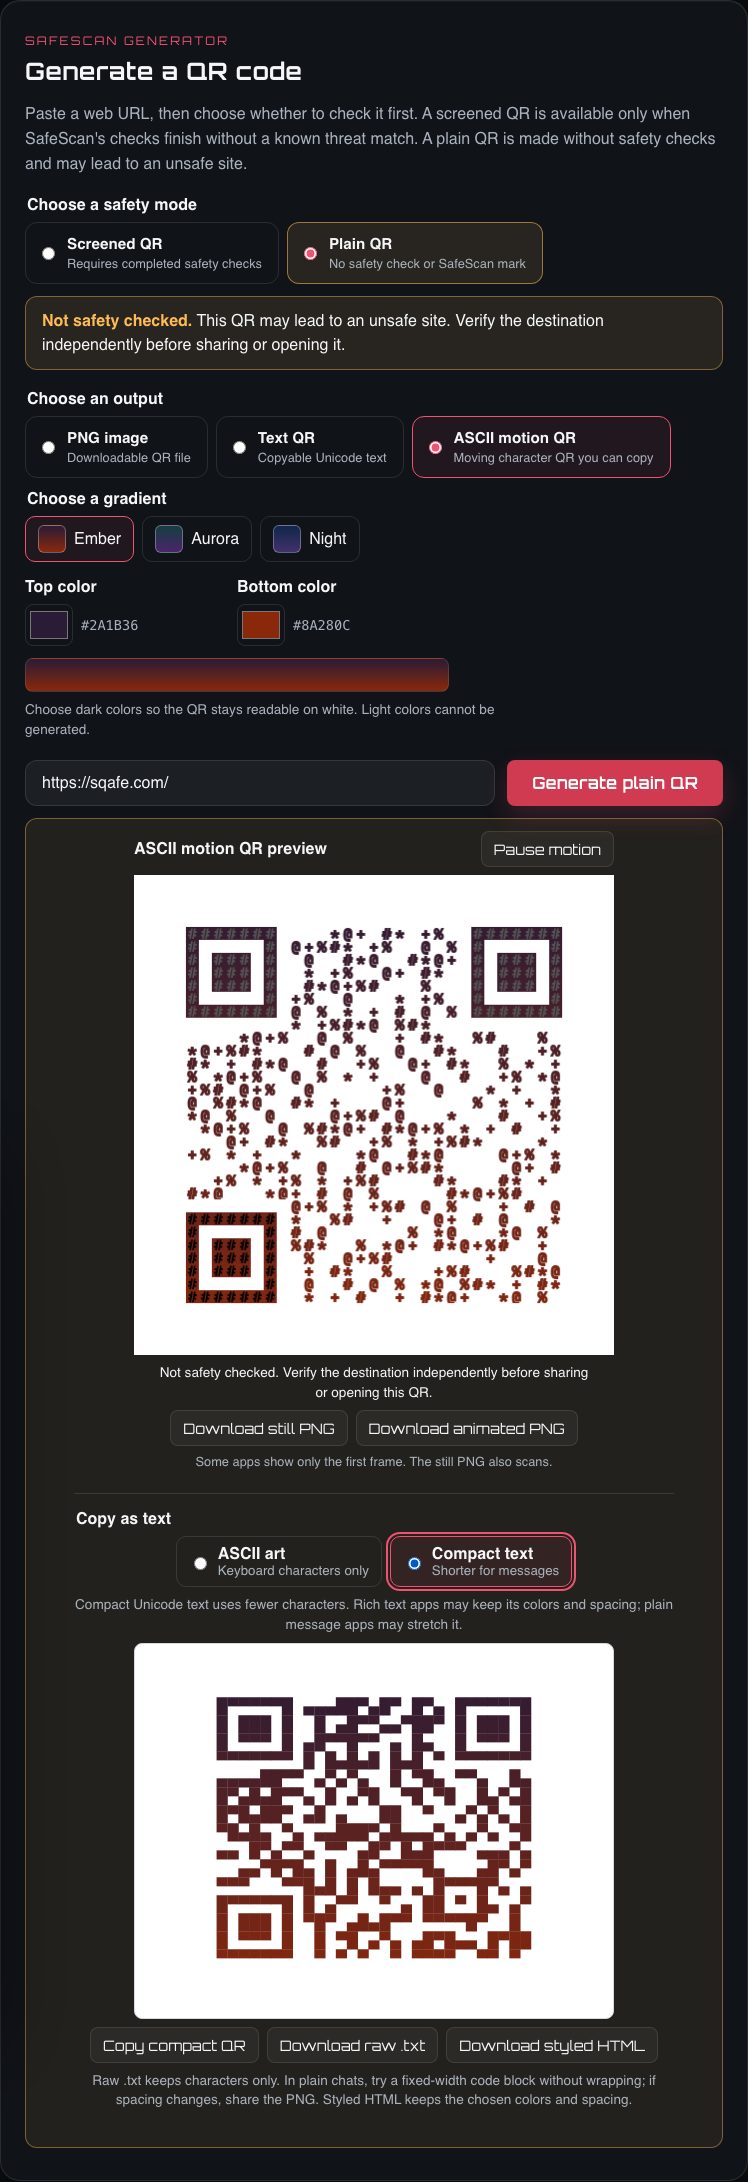 SAFESCAN GENERATOR
Generate a QR code
Paste a web URL, then choose whether to check it first. A screened QR is available only when
SafeScan's checks finish without a known threat match. A plain QR is made without safety checks
and may lead to an unsafe site.
Choose a safety mode
Screened QR
Requires completed safety checks
Plain QR
No safety check or SafeScan mark
Not safety checked. This QR may lead to an unsafe site. Verify the destination
independently before sharing or opening it.
Choose an output
PNG image
Downloadable QR file
Text QR
Copyable Unicode text
ASCII motion QR
Moving character QR you can copy
Choose a gradient
Ember
Aurora
Night
Top color
Bottom color
#2A1B36
#8A280C
Choose dark colors so the QR stays readable on white. Light colors cannot be
generated.
https://sqafe.com/
Generate plain QR
ASCII motion QR preview
Pause motion
Not safety checked. Verify the destination independently before sharing
or opening this QR.
Download still PNG
Download animated PNG
Some apps show only the first frame. The still PNG also scans.
Copy as text
ASCII art
Keyboard characters only
Compact text
Shorter for messages
Compact Unicode text uses fewer characters. Rich text apps may keep its colors and spacing; plain
message apps may stretch it.
Copy compact QR
Download raw .txt
Download styled HTML
Raw .txt keeps characters only. In plain chats, try a fixed-width code block without wrapping; if
spacing changes, share the PNG. Styled HTML keeps the chosen colors and spacing.